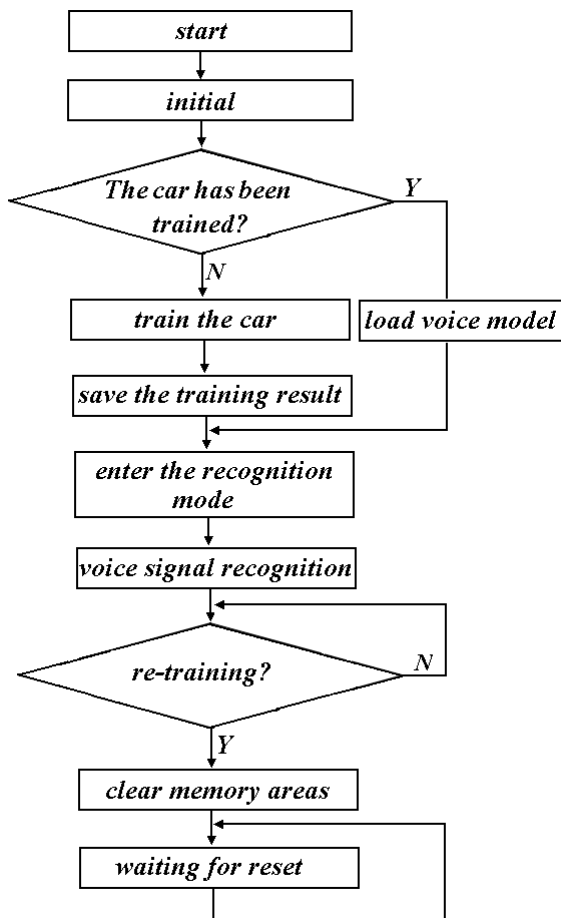 start
initial
The car has been
trained?
Y
N
train the car
load voice model
save the training result
enter the recognition
mode
voice signal recognition
re-training?
N
Y
clear memory areas
waiting for reset